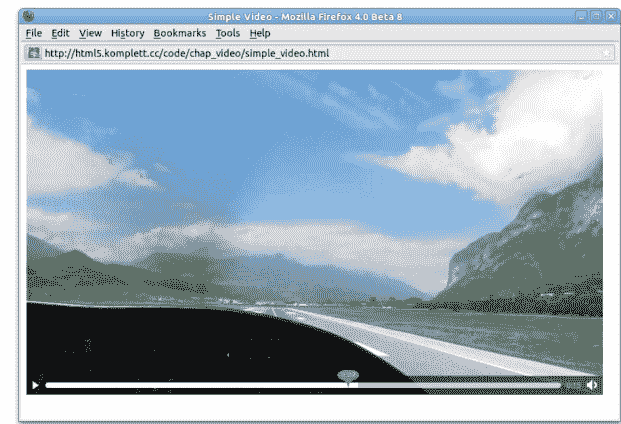 Simple Video - Mozilla Firefox 4.0 Beta 8
File Edit View History Bookmarks Tools Help
http://html5.komplett.cc/code/chap_video/simple_video.html